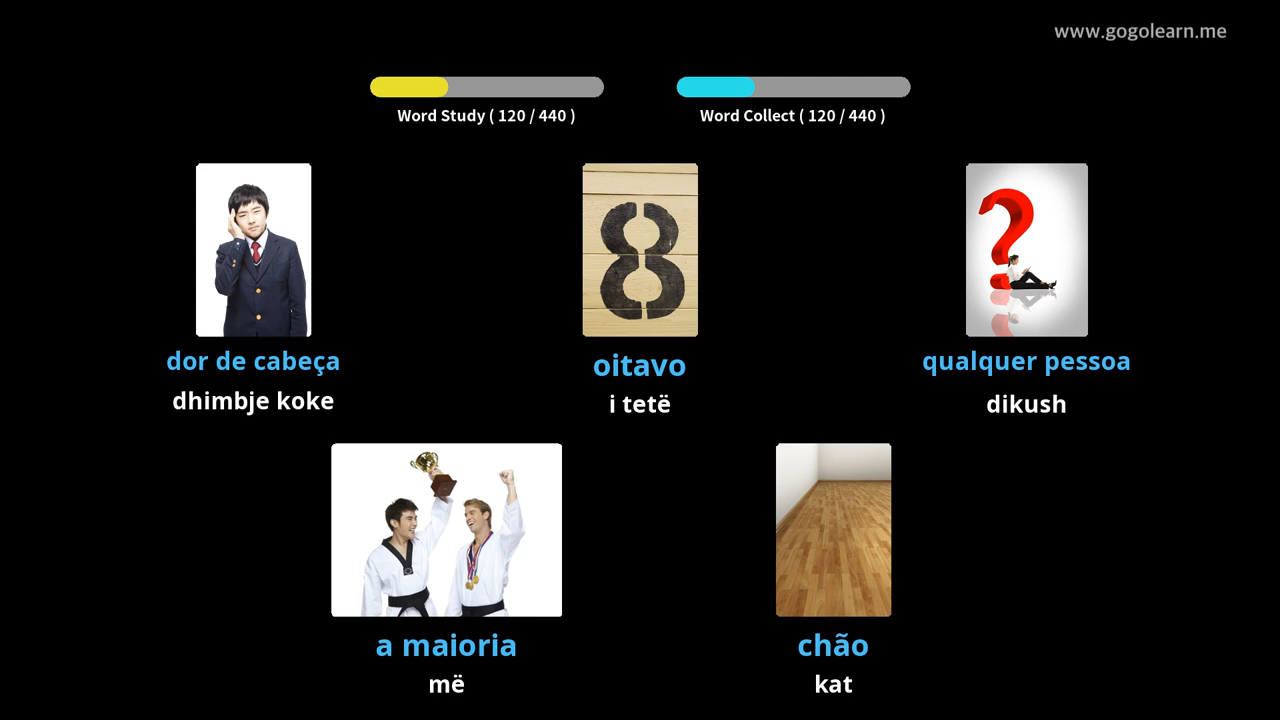 www.gogolearn.me
Word Study ( 120 / 440 )
Word Collect ( 120 / 440 )
8
dor de cabeça
oitavo
qualquer pessoa
dhimbje koke
i tetë
dikush
a maioria
chão
më
kat